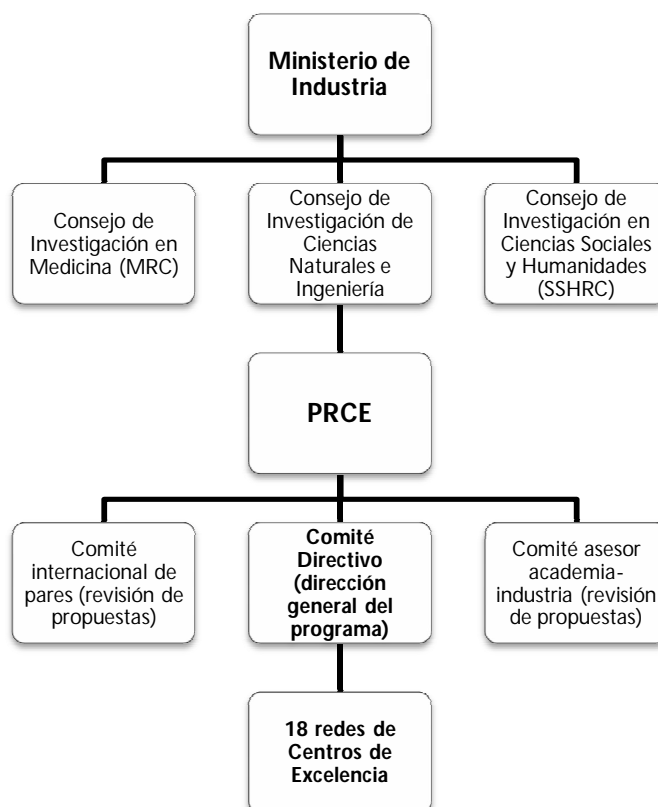 Ministerio de
Industria
Consejo de
Investigación en
Medicina (MRC)
Consejo de
Investigación de
Ciencias
Naturales e
Ingeniería
Consejo de
Investigación en
Ciencias Sociales
y Humanidades
(SSHRC)
PRCE
Comité
internacional de
pares (revisión de
propuestas)
Comité
Directivo
(dirección
general del
programa)
Comité asesor
academia-
industria (revisión
de propuestas)
18 redes de
Centros de
Excelencia